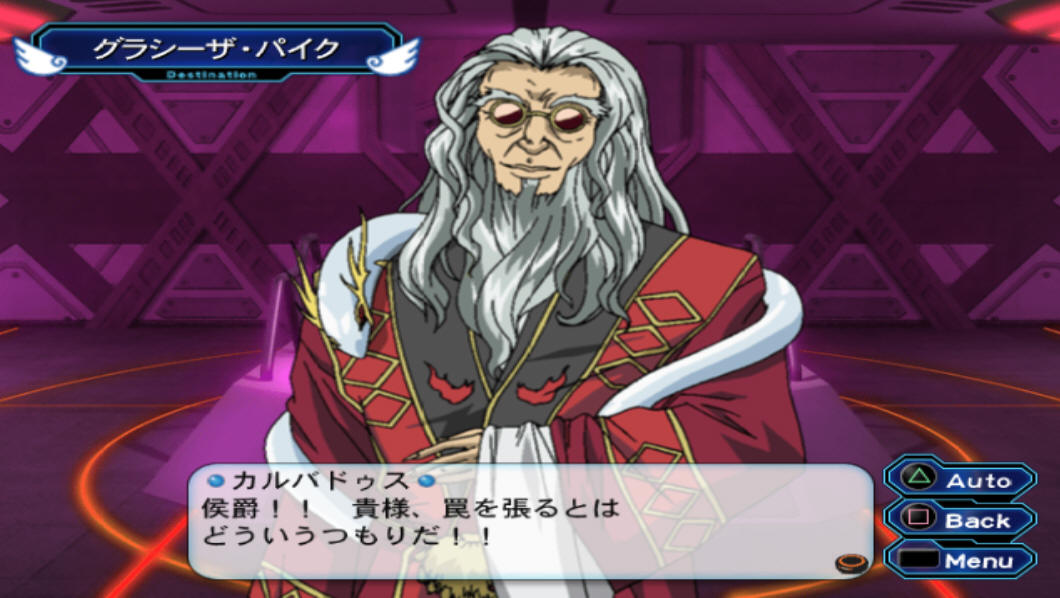 グラシーザ・パイク
Destination
カルバドゥス
侯爵！！　貴様、罠を張るとは
どういうつもりだ！！
Auto
Back
Menu